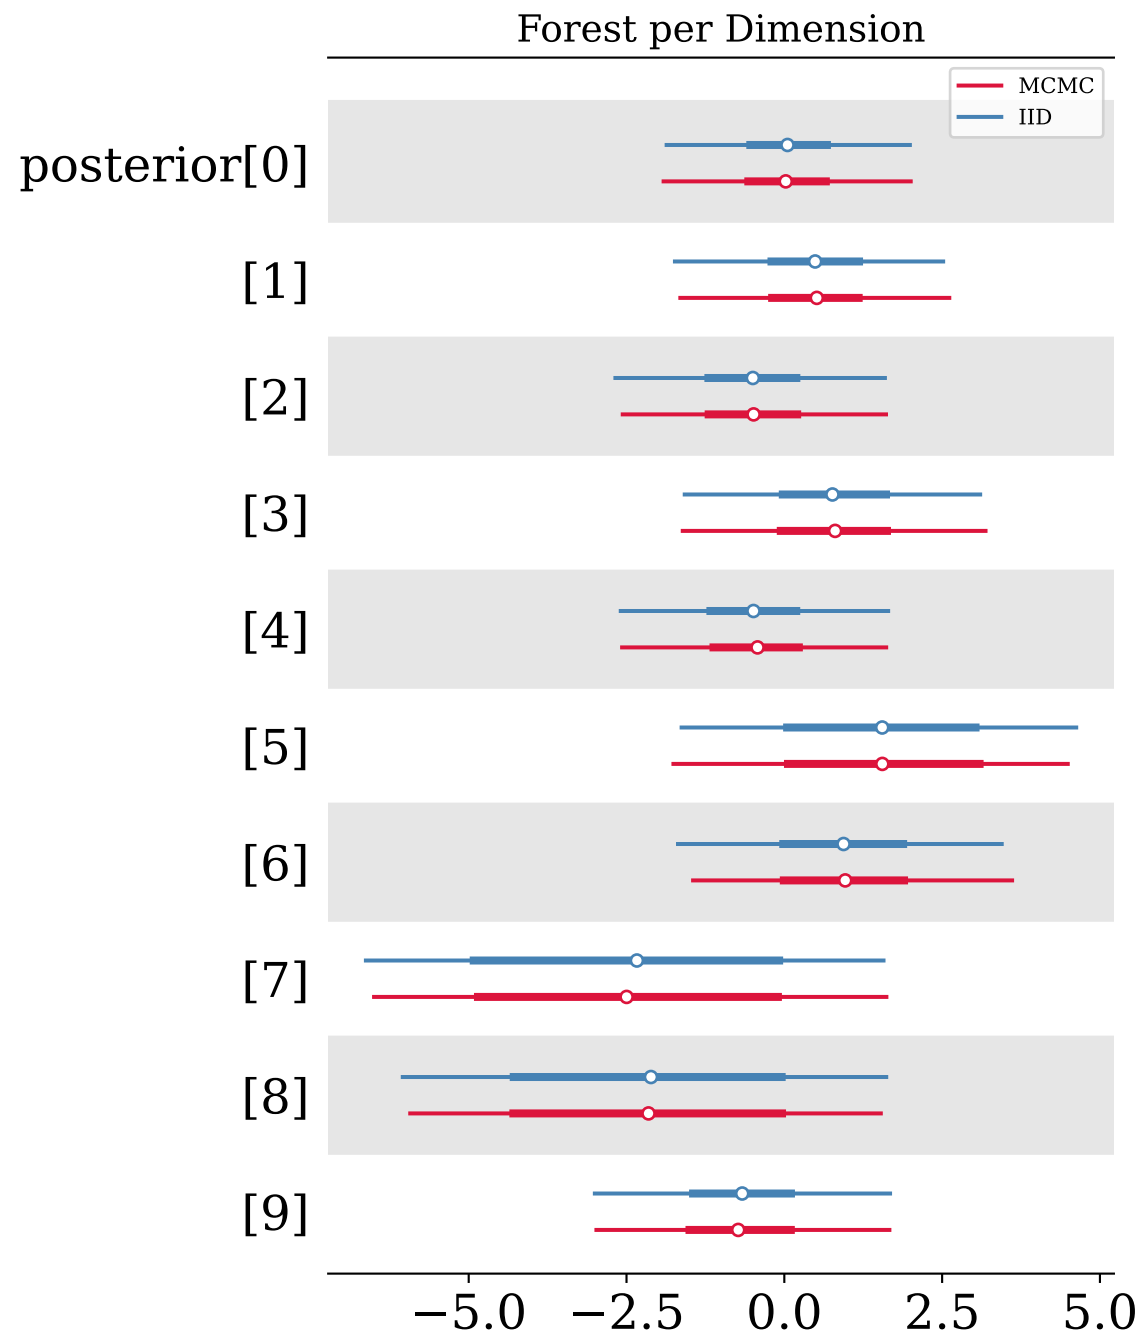 Forest per Dimension
MCMC
IID
posterior[0]
[1]
[2]
[3]
[4]
[5]
[6]
[7]
[8]
[9]
−5.0 −2.5 0.0 2.5 5.0